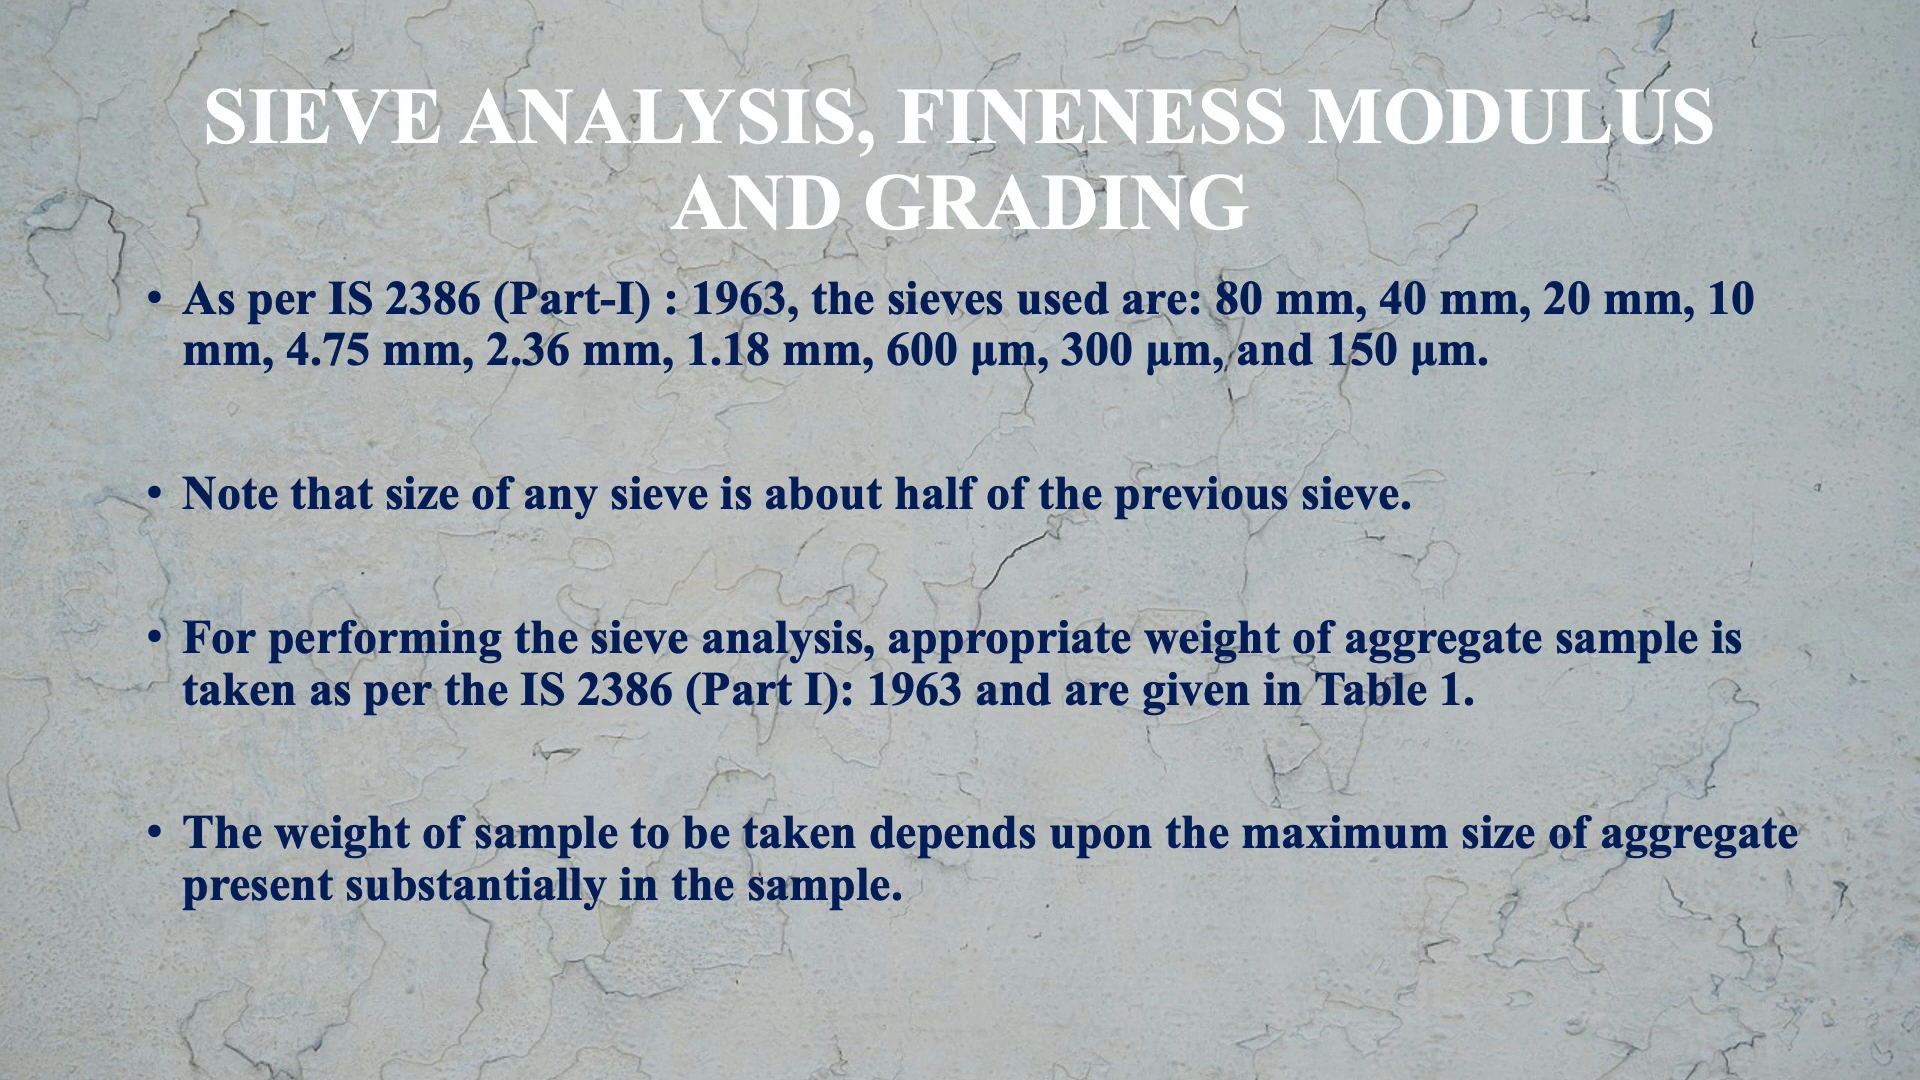 SIEVE ANALYSIS, FINENESS MODULUS
AND GRADING
• As per IS 2386 (Part-I) : 1963, the sieves used are: 80 mm, 40 mm, 20 mm, 10
mm, 4.75 mm, 2.36 mm, 1.18 mm, 600 μm, 300 μm, and 150 μm.
• Note that size of any sieve is about half of the previous sieve.
• For performing the sieve analysis, appropriate weight of aggregate sample is
taken as per the IS 2386 (Part I): 1963 and are given in Table 1.
• The weight of sample to be taken depends upon the maximum size of aggregate
present substantially in the sample.